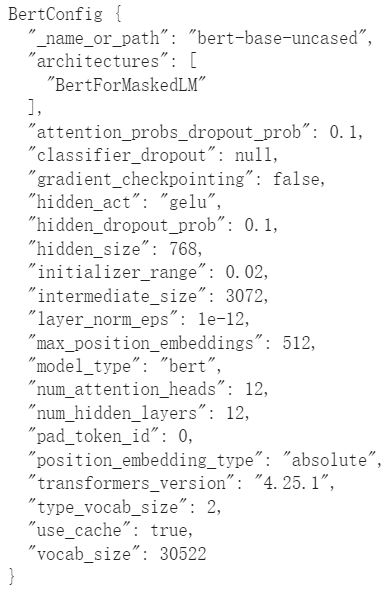 BertConfig {
  "_name_or_path": "bert-base-uncased",
  "architectures": [
    "BertForMaskedLM"
  ],
  "attention_probs_dropout_prob": 0.1,
  "classifier_dropout": null,
  "gradient_checkpointing": false,
  "hidden_act": "gelu",
  "hidden_dropout_prob": 0.1,
  "hidden_size": 768,
  "initializer_range": 0.02,
  "intermediate_size": 3072,
  "layer_norm_eps": 1e-12,
  "max_position_embeddings": 512,
  "model_type": "bert",
  "num_attention_heads": 12,
  "num_hidden_layers": 12,
  "pad_token_id": 0,
  "position_embedding_type": "absolute",
  "transformers_version": "4.25.1",
  "type_vocab_size": 2,
  "use_cache": true,
  "vocab_size": 30522
}